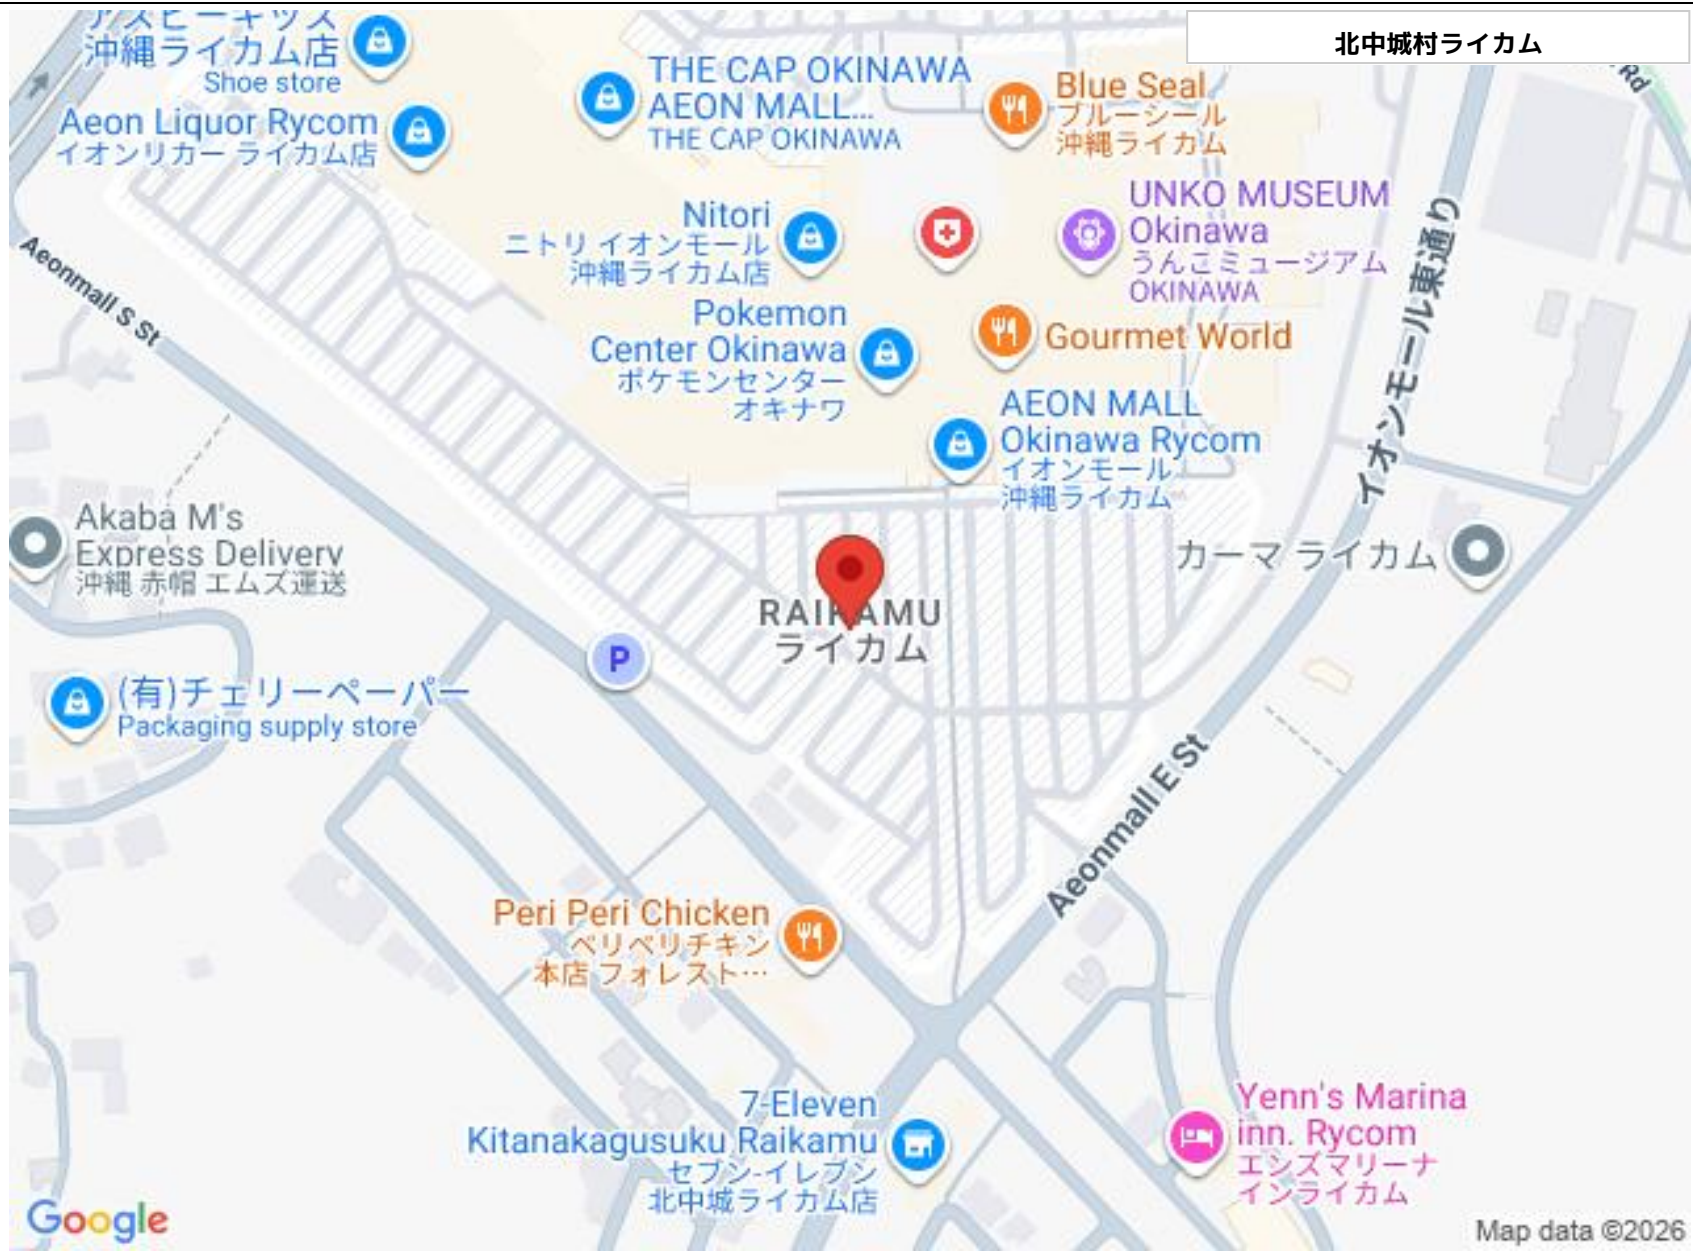 北中城村ライカム
アスビーキッズ
沖縄ライカム店
Shoe store
Aeon Liquor Rycom
イオンリカー ライカム店
THE CAP OKINAWA
AEON MALL...
THE CAP OKINAWA
Blue Seal
ブルーシール
沖縄ライカム
Rd
Nitori
ニトリ イオンモール
沖縄ライカム店
UNKO MUSEUM
Okinawa
うんこミュージアム
OKINAWA
イオンモール東通り
Aeonmall S St
Pokemon
Center Okinawa
ポケモンセンター
オキナワ
Gourmet World
AEON MALL
Okinawa Rycom
イオンモール
沖縄ライカム
Akaba M's
Express Delivery
沖縄 赤帽 エムズ運送
カーマ ライカム
RAIKAMU
ライカム
P
(有)チェリーペーパー
Packaging supply store
Aeonmall E St
Peri Peri Chicken
ペリペリチキン
本店 フォレスト…
7-Eleven
Kitanakagusuku Raikamu
セブン-イレブン
北中城ライカム店
Yenn's Marina
inn. Rycom
エンズマリーナ
インライカム
Google
Map data ©2026